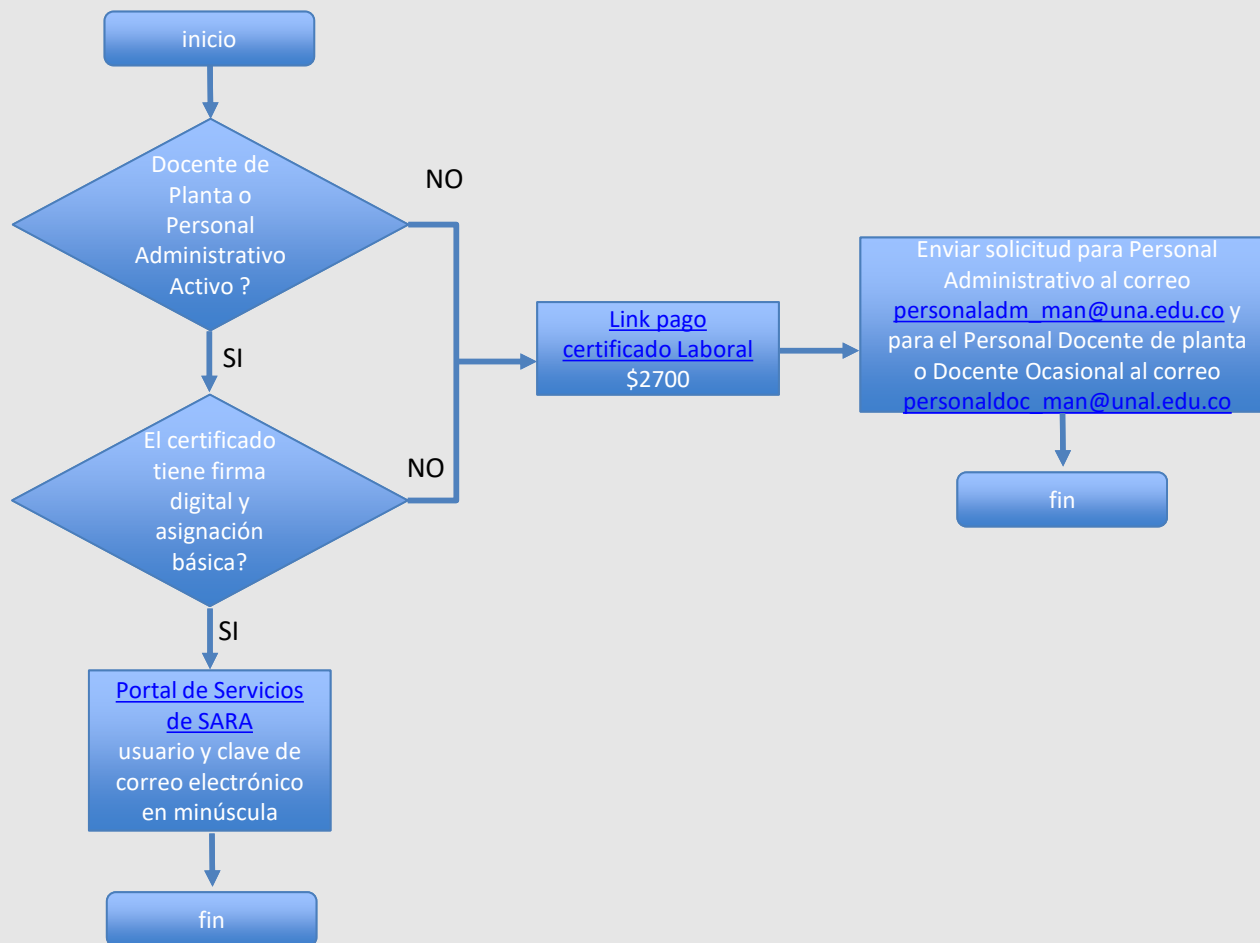 inicio
Docente de
Planta o
Personal
Administrativo
Activo ?
NO
SI
El certificado
tiene firma
digital y
asignación
básica?
NO
SI
Portal de Servicios
de SARA
usuario y clave de
correo electrónico
en minúscula
fin
Link pago
certificado Laboral
$2700
Enviar solicitud para Personal
Administrativo al correo
personaladm_man@una.edu.co y
para el Personal Docente de planta
o Docente Ocasional al correo
personaldoc_man@unal.edu.co
fin